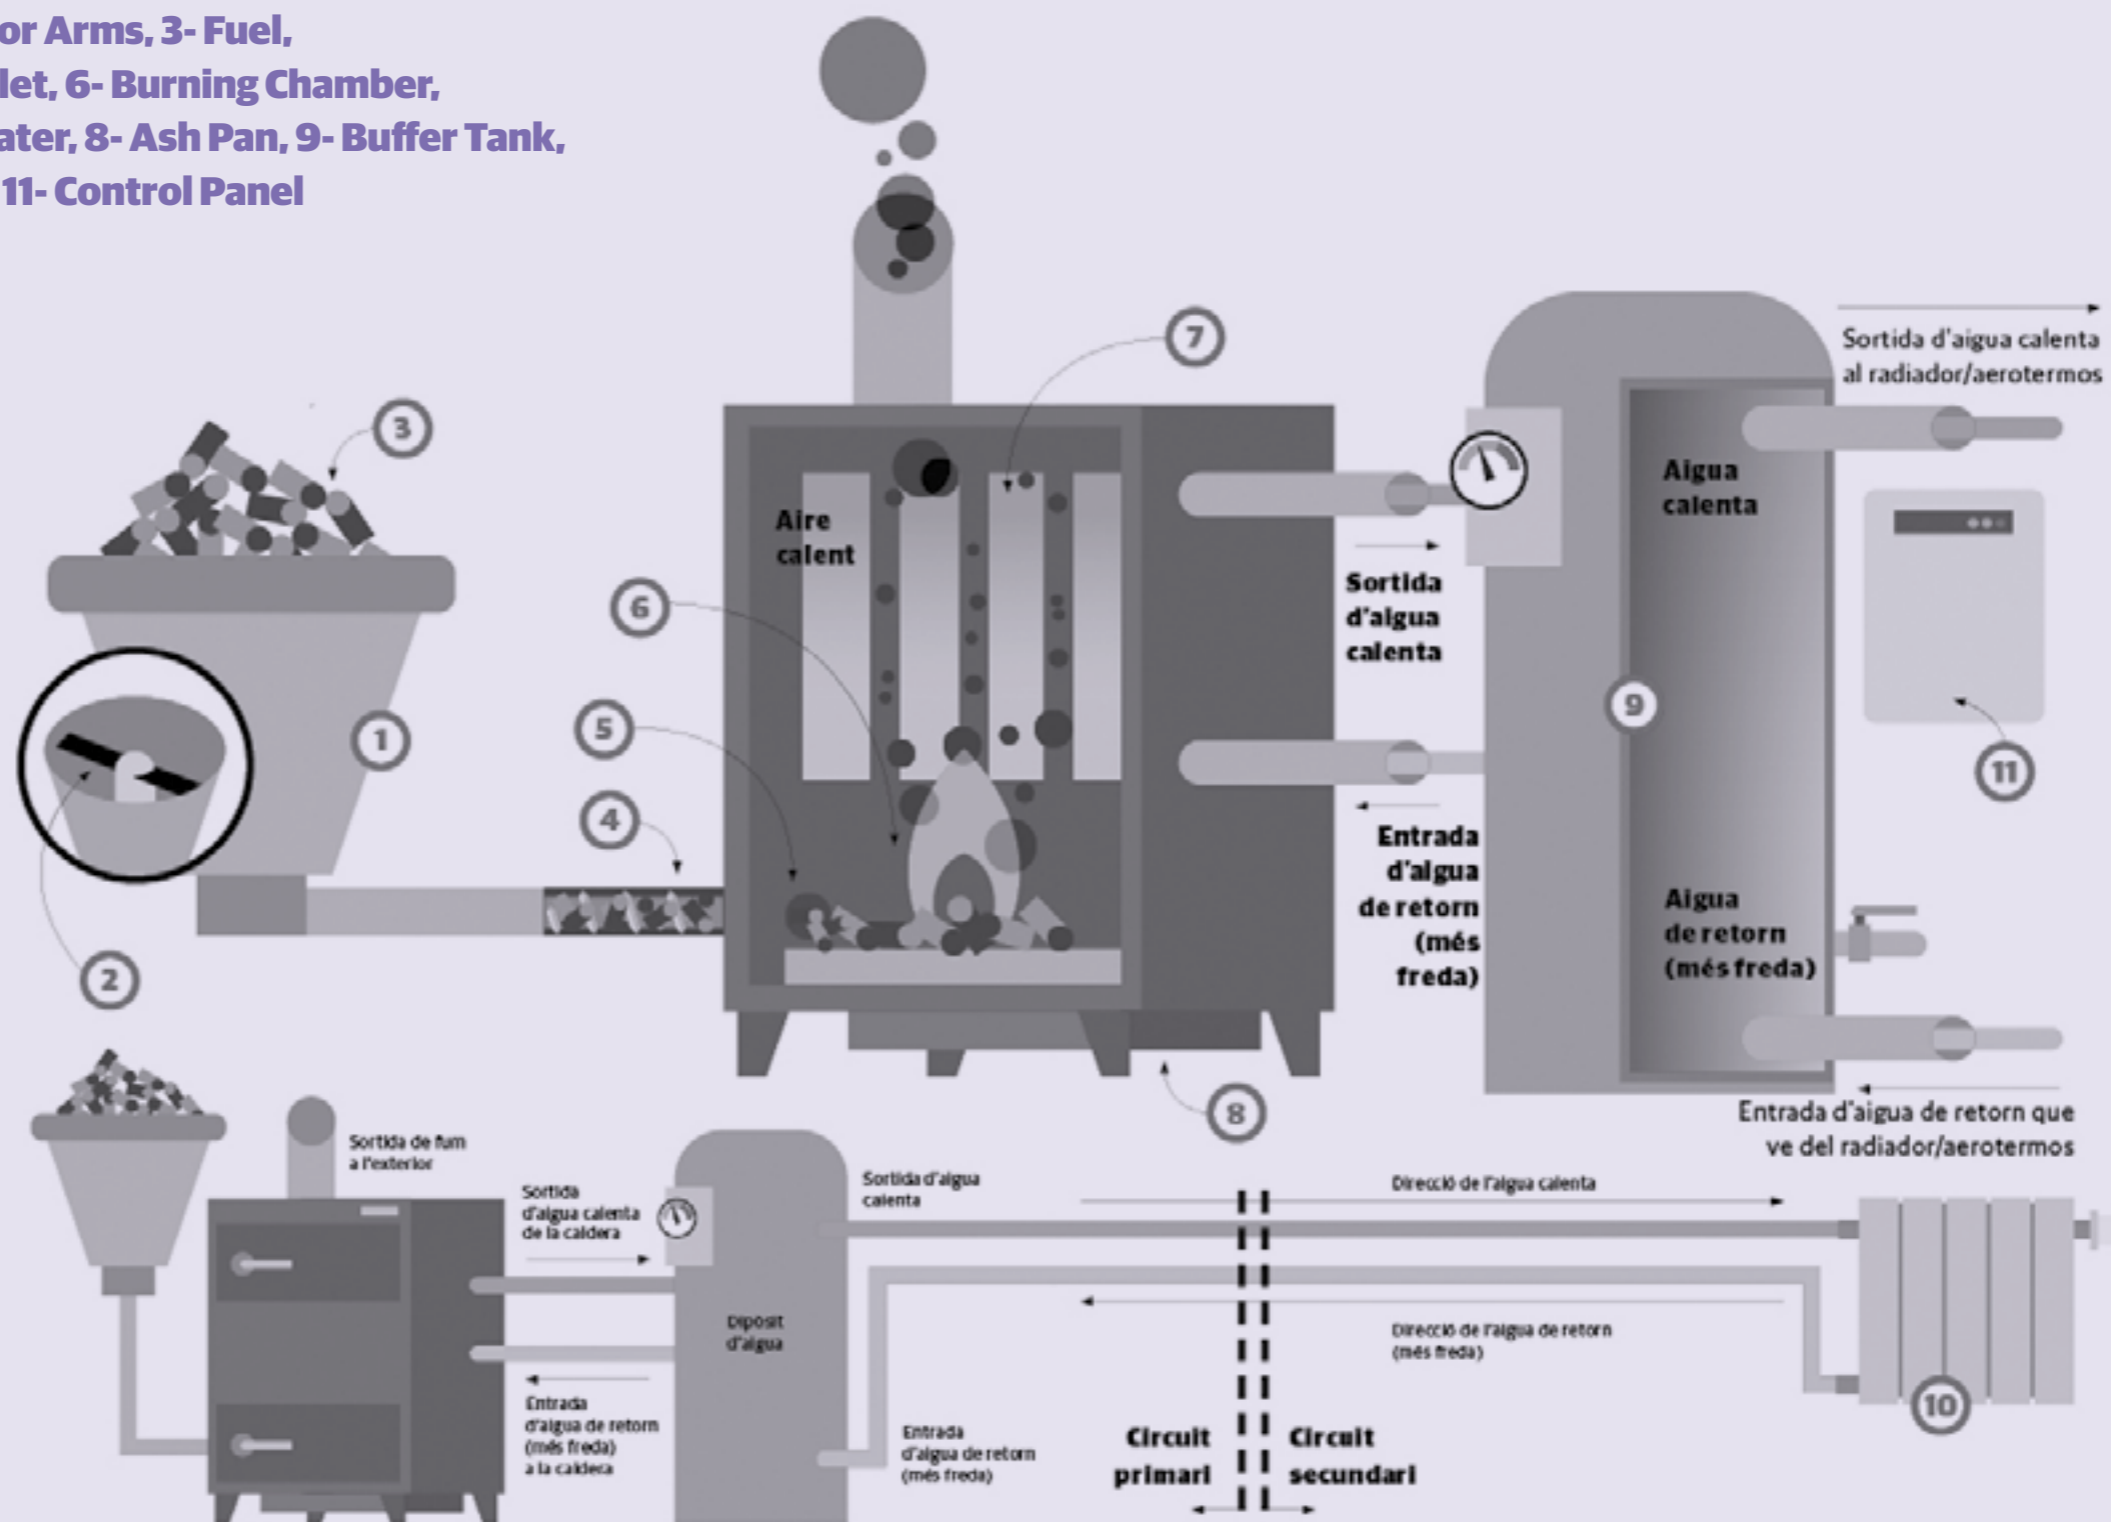 or Arms, 3- Fuel,
let, 6- Burning Chamber,
ater, 8- Ash Pan, 9- Buffer Tank,
11- Control Panel
7
Sortida d'aigua calenta
al radiador/aerotermos
3
Aigua
calenta
Aire
calent
6
Sortida
d'aigua
calenta
9
5
1
11
4
Entrada
d'aigua
de retorn
(més
freda)
Aigua
de retorn
(més freda)
2
8
Entrada d'aigua de retorn que
ve del radiador/aerotermos
Sortida de fum
a l'exterior
Sortida
d'aigua calenta
de la caldera
Sortida d'aigua
calenta
Direcció de l'aigua calenta
Dipòsit
d'aigua
Direcció de l'aigua de retorn
(més freda)
Entrada
d'aigua de retorn
(més freda)
a la caldera
Entrada
d'aigua de retorn
(més freda)
Circuit
primari
Circuit
secundari
10